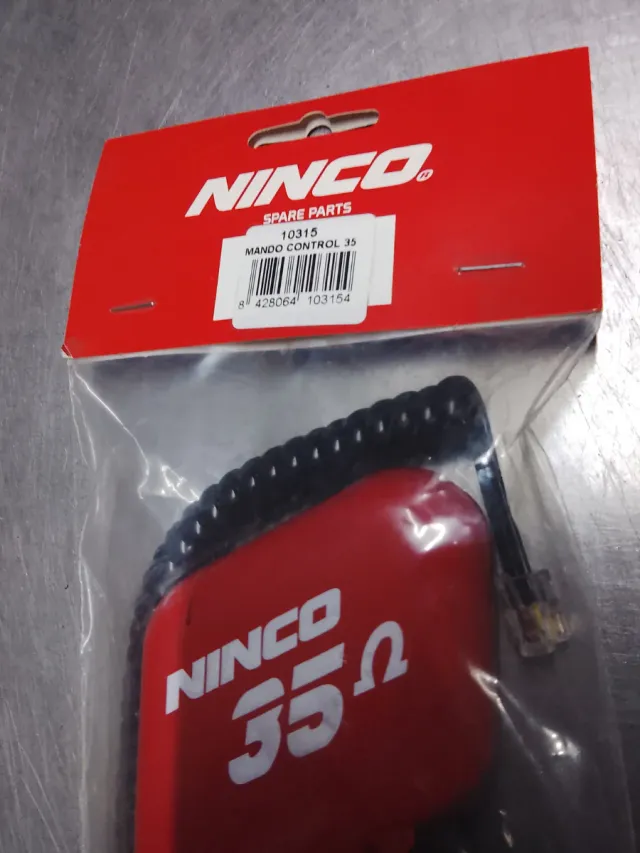 NINCO®
SPARE PARTS
10315
MANDO CONTROL 35
8 428064 103154
NINCO
35Ω